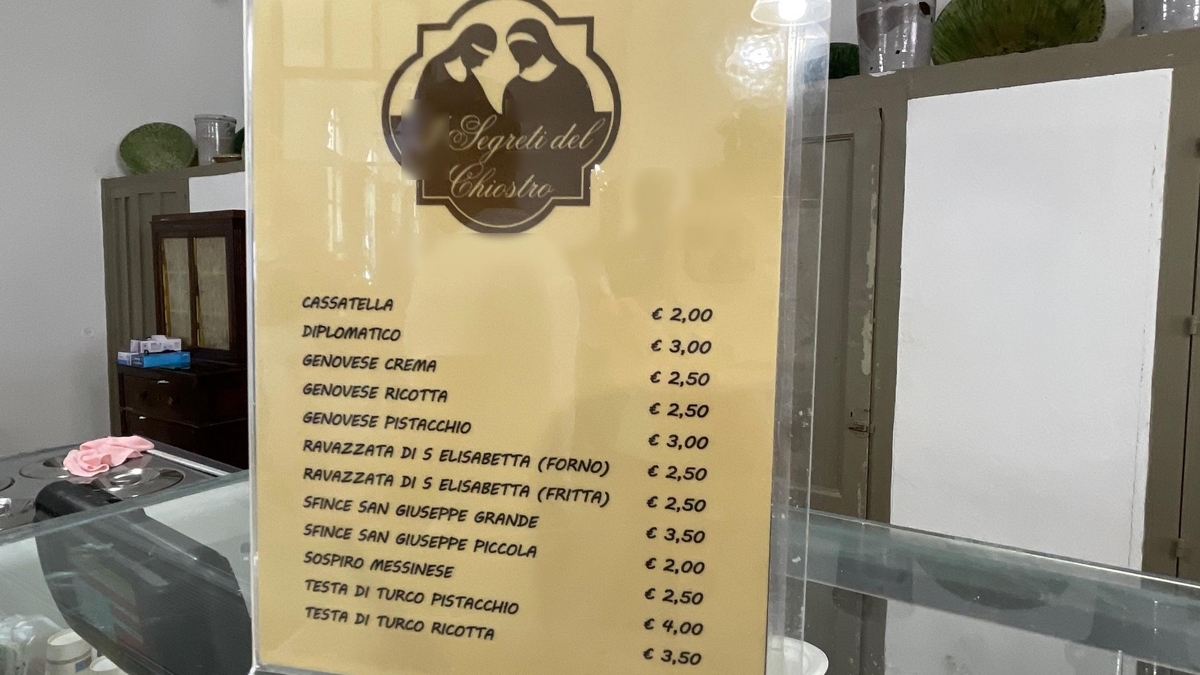 Segreti del
Chiostro
CASSATELLA € 2,00
DIPLOMATICO € 3,00
GENOVESE CREMA € 2,50
GENOVESE RICOTTA € 2,50
GENOVESE PISTACCHIO € 3,00
RAVAZZATA DI S ELISABETTA (FORNO) € 2,50
RAVAZZATA DI S ELISABETTA (FRITTA) € 2,50
SFINCE SAN GIUSEPPE GRANDE € 3,50
SFINCE SAN GIUSEPPE PICCOLA € 2,00
SOSPIRO MESSINESE € 2,50
TESTA DI TURCO PISTACCHIO € 4,00
TESTA DI TURCO RICOTTA € 3,50